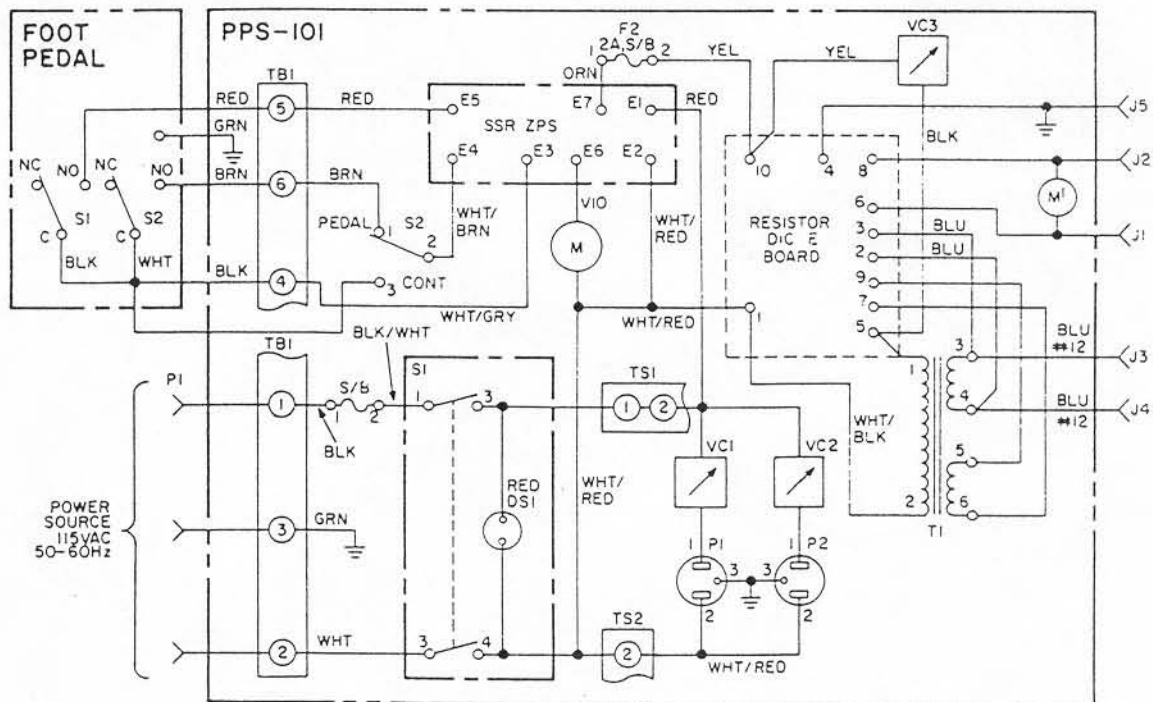 FOOT
PEDAL
PPS-101
TB1
RED
5
RED
GRN
NC
NO
NC
NO
BRN
6
BRN
S1
S2
C
C
BLK
WHT
BLK
4
PEDAL
1
S2
2
3 CONT
WHT/
BRN
WHT/GRY
E5
E7
E1
RED
SSR ZPS
E4
E3
E6
E2
F2
2A,S/B
1
2
ORN
YEL
YEL
VC3
BLK
V10
M
WHT/
RED
WHT/RED
10
4
8
6
3
2
9
7
5
1
RESISTOR
BOARD
BLU
BLU
M
J5
J2
J1
J3
J4
BLU
#12
BLU
#12
1
2
3
4
5
6
T1
WHT/
BLK
TB1
P1
1
S/B
1
2
BLK
BLK/WHT
S1
1
3
TS1
1
2
VC1
VC2
RED
DS1
WHT/
RED
POWER
SOURCE
115VAC
50-60Hz
3
GRN
1
P1
3
2
1
P2
3
2
2
WHT
3
4
TS2
2
WHT/RED